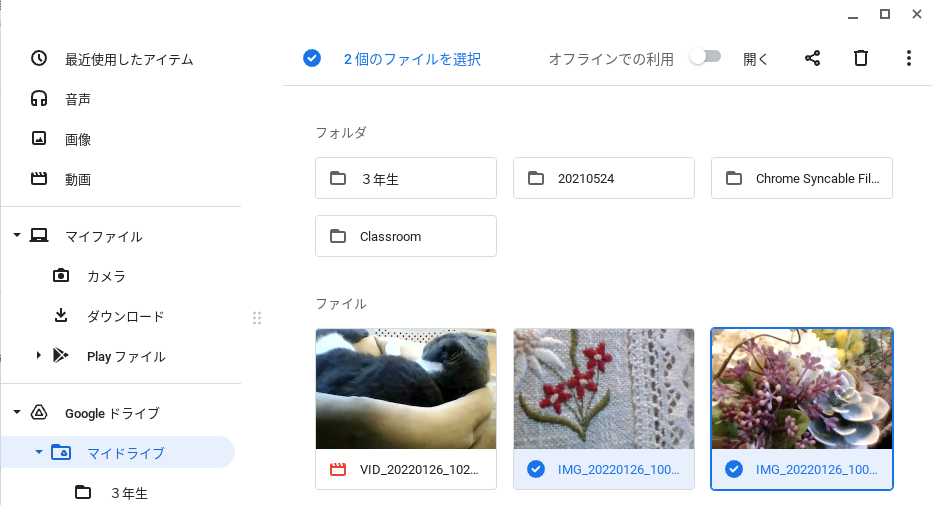 最近使用したアイテム
音声
画像
動画
マイファイル
カメラ
ダウンロード
Play ファイル
Google ドライブ
マイドライブ
３年生
2 個のファイルを選択
オフラインでの利用
開く
フォルダ
３年生
20210524
Chrome Syncable Fil...
Classroom
ファイル
VID_20220126_102...
IMG_20220126_100...
IMG_20220126_100...